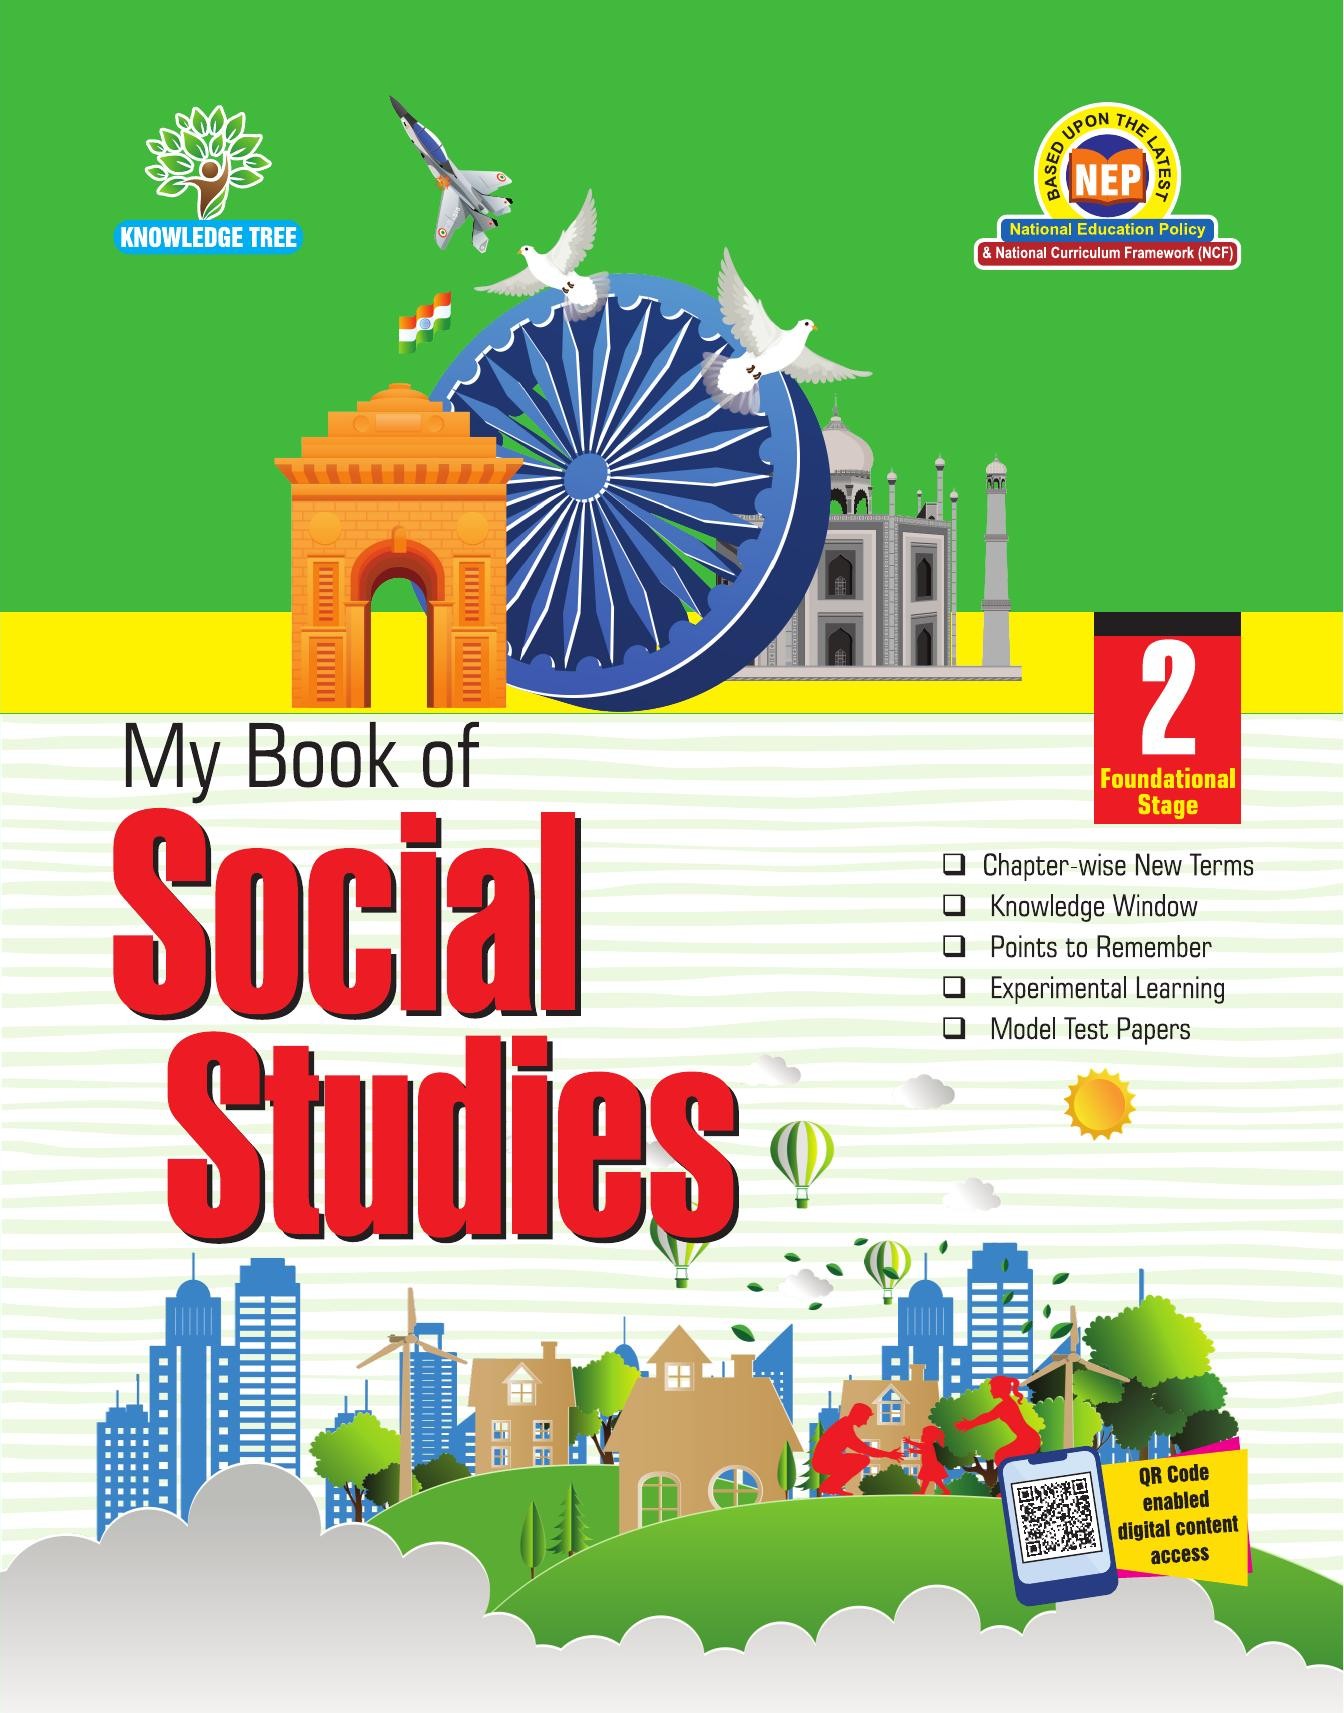 KNOWLEDGE TREE
BASED UPON THE LATEST
NEP
National Education Policy
& National Curriculum Framework (NCF)
2
Foundational
Stage
My Book of
Social
Studies
❑ Chapter-wise New Terms
❑ Knowledge Window
❑ Points to Remember
❑ Experimental Learning
❑ Model Test Papers
QR Code
enabled
digital content
access